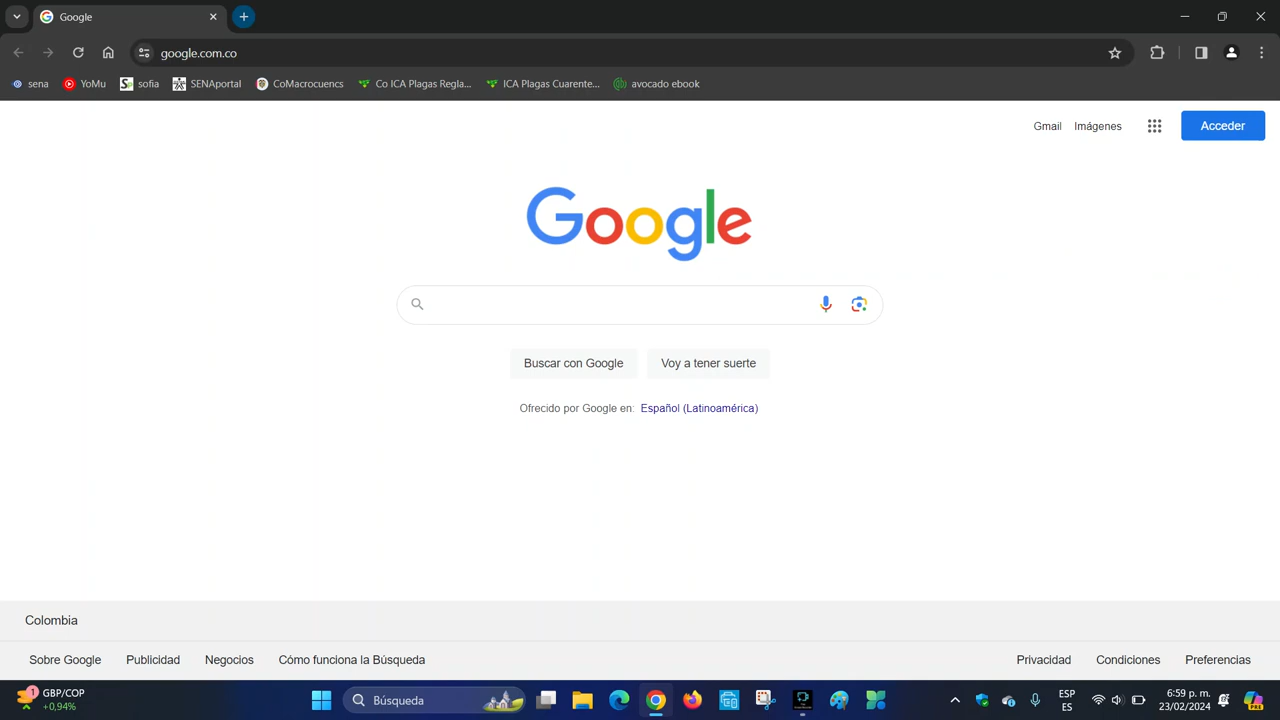 Google
google.com.co
sena
YoMu
sofia
SENAportal
CoMacrocuencs
Co ICA Plagas Regla...
ICA Plagas Cuarente...
avocado ebook
Gmail
Imágenes
Acceder
Google
Buscar con Google
Voy a tener suerte
Ofrecido por Google en: Español (Latinoamérica)
Colombia
Sobre Google
Publicidad
Negocios
Cómo funciona la Búsqueda
Privacidad
Condiciones
Preferencias
1
GBP/COP
+0,94%
Búsqueda
ESP
ES
6:59 p. m.
23/02/2024